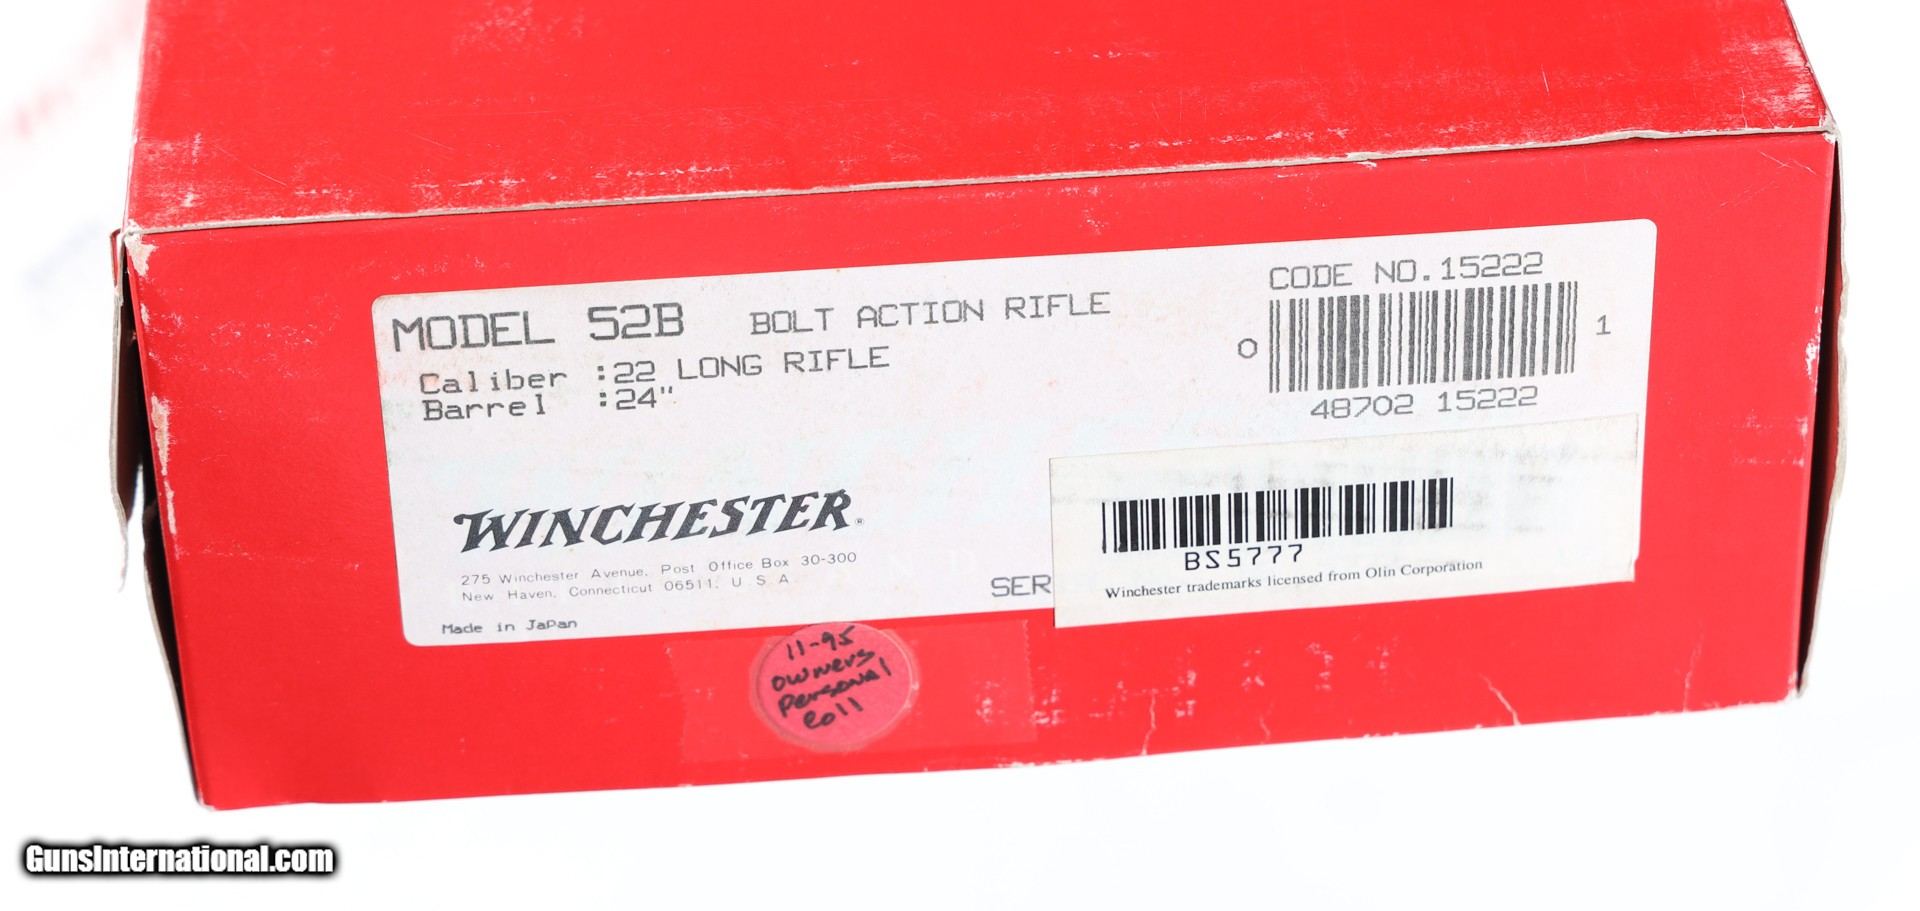 MODEL 52B BOLT ACTION RIFLE
Caliber :22 LONG RIFLE
Barrel :24"
CODE NO.15222
0 1
48702 15222
WINCHESTER®
275 Winchester Avenue, Post Office Box 30-300
New Haven, Connecticut 06511, U.S.A
Made in Japan
SER
BS5777
Winchester trademarks licensed from Olin Corporation
11-95
owners
personal
coll
GunsInternational.com